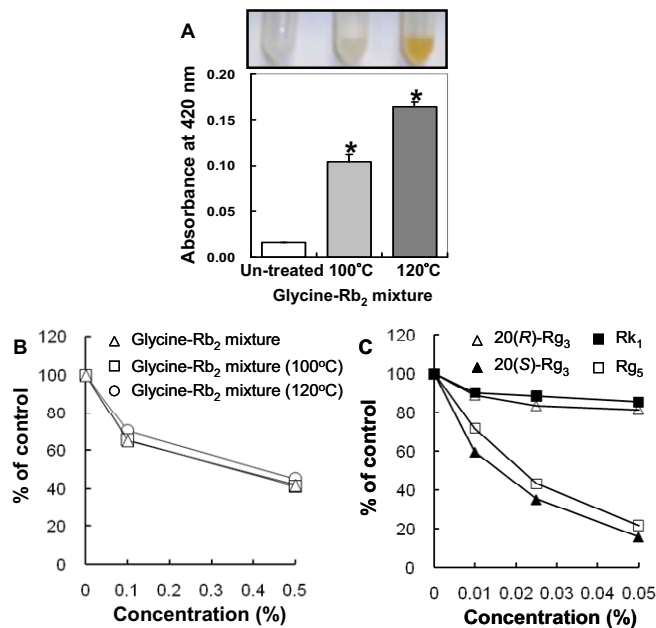 A
Absorbance at 420 nm
0.20
0.15
0.10
0.05
0.00
*
*
Un-treated 100°C 120°C
Glycine-Rb2 mixture
B
% of control
120
100
80
60
40
20
0
Glycine-Rb2 mixture
Glycine-Rb2 mixture (100ºC)
Glycine-Rb2 mixture (120ºC)
0 0.1 0.2 0.3 0.4 0.5
Concentration (%)
C
% of control
120
100
80
60
40
20
0
20(R)-Rg3 Rk1
20(S)-Rg3 Rg5
0 0.01 0.02 0.03 0.04 0.05
Concentration (%)